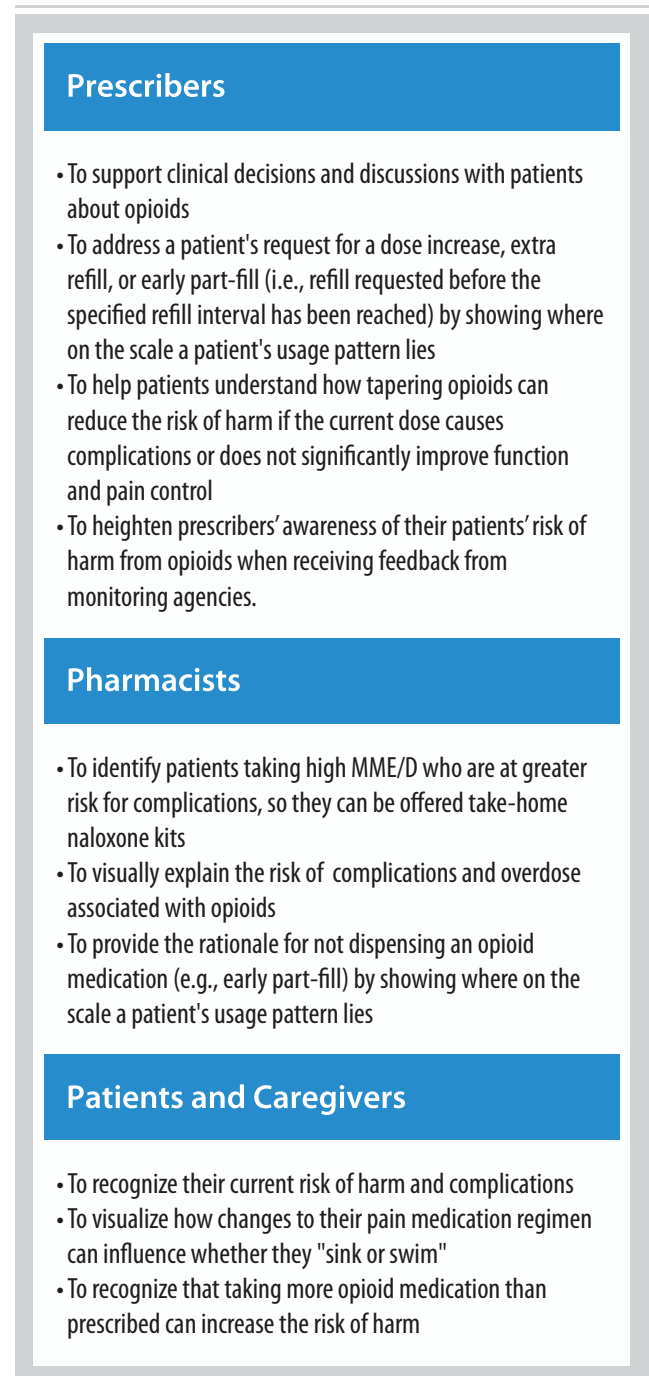 Prescribers
• To support clinical decisions and discussions with patients
about opioids
• To address a patient's request for a dose increase, extra
refill, or early part-fill (i.e., refill requested before the
specified refill interval has been reached) by showing where
on the scale a patient's usage pattern lies
• To help patients understand how tapering opioids can
reduce the risk of harm if the current dose causes
complications or does not significantly improve function
and pain control
• To heighten prescribers’ awareness of their patients’ risk of
harm from opioids when receiving feedback from
monitoring agencies.
Pharmacists
• To identify patients taking high MME/D who are at greater
risk for complications, so they can be offered take-home
naloxone kits
• To visually explain the risk of complications and overdose
associated with opioids
• To provide the rationale for not dispensing an opioid
medication (e.g., early part-fill) by showing where on the
scale a patient's usage pattern lies
Patients and Caregivers
• To recognize their current risk of harm and complications
• To visualize how changes to their pain medication regimen
can influence whether they "sink or swim"
• To recognize that taking more opioid medication than
prescribed can increase the risk of harm